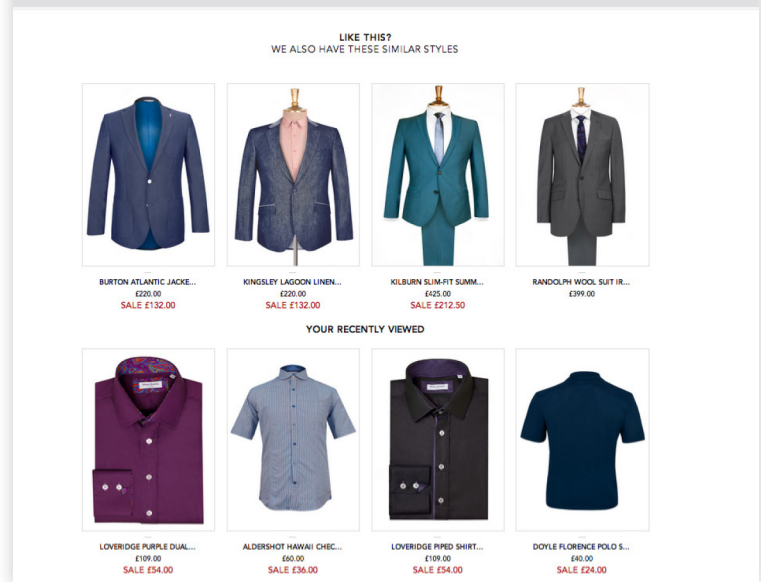 LIKE THIS?
WE ALSO HAVE THESE SIMILAR STYLES
BURTON ATLANTIC JACKE...
£220.00
SALE £132.00
KINGSLEY LAGOON LINEN...
£220.00
SALE £132.00
KILBURN SLIM-FIT SUMM...
£425.00
SALE £212.50
RANDOLPH WOOL SUIT IR...
£399.00
YOUR RECENTLY VIEWED
LOVERIDGE PURPLE DUAL...
£109.00
SALE £54.00
ALDERSHOT HAWAII CHEC...
£60.00
SALE £36.00
LOVERIDGE PIPED SHIRT...
£109.00
SALE £54.00
DOYLE FLORENCE POLO S...
£40.00
SALE £24.00